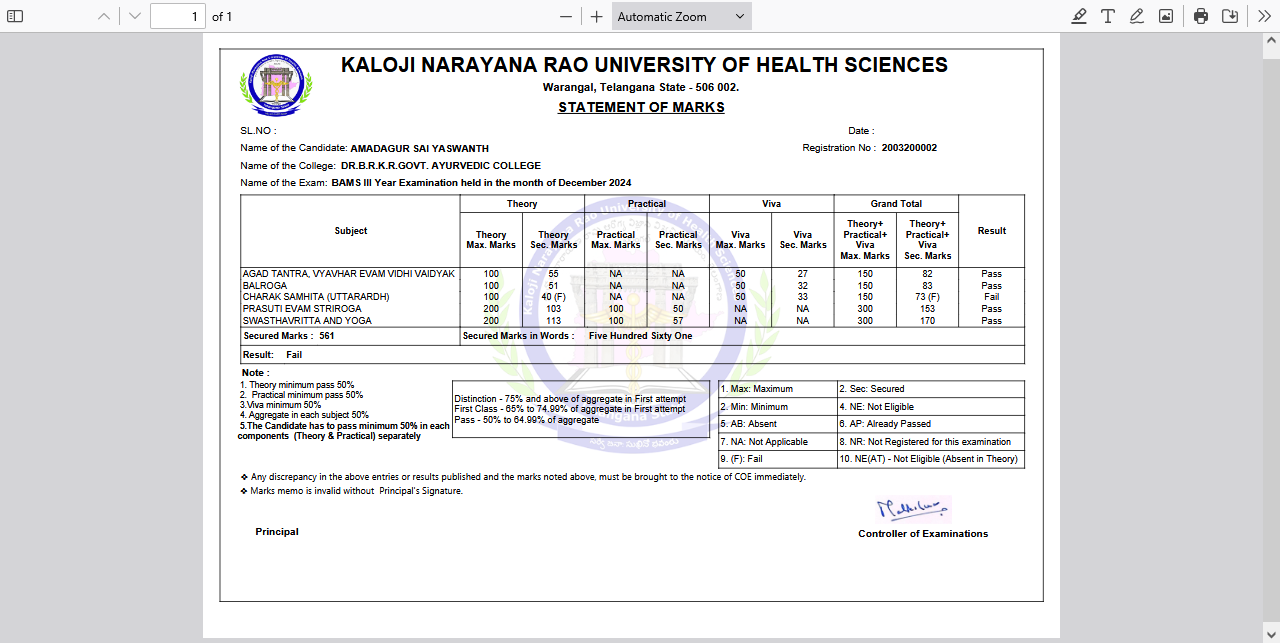 1 of 1 Automatic Zoom
KALOJI NARAYANA RAO UNIVERSITY OF HEALTH SCIENCES
Warangal, Telangana State - 506 002.
STATEMENT OF MARKS
SL.NO : Date :
Name of the Candidate: AMADAGUR SAI YASWANTH Registration No : 2003200002
Name of the College: DR.B.R.K.R.GOVT. AYURVEDIC COLLEGE
Name of the Exam: BAMS III Year Examination held in the month of December 2024
Subject Theory Practical Viva Grand Total Result
Theory Max. Marks Theory Sec. Marks Practical Max. Marks Practical Sec. Marks Viva Max. Marks Viva Sec. Marks Theory+ Practical+ Viva Max. Marks Theory+ Practical+ Viva Sec. Marks
AGAD TANTRA, VYAVHAR EVAM VIDHI VAIDYAK 100 55 NA NA 50 27 150 82 Pass
BALROGA 100 51 NA NA 50 32 150 83 Pass
CHARAK SAMHITA (UTTARARDH) 100 40 (F) NA NA 50 33 150 73 (F) Fail
PRASUTI EVAM STRIROGA 200 103 100 50 NA NA 300 153 Pass
SWASTHAVRITTA AND YOGA 200 113 100 57 NA NA 300 170 Pass
Secured Marks : 561 Secured Marks in Words : Five Hundred Sixty One
Result: Fail
Note :
1. Theory minimum pass 50%
2. Practical minimum pass 50%
3.Viva minimum 50%
4. Aggregate in each subject 50%
5.The Candidate has to pass minimum 50% in each
components (Theory & Practical) separately
Distinction - 75% and above of aggregate in First attempt
First Class - 65% to 74.99% of aggregate in First attempt
Pass - 50% to 64.99% of aggregate
1. Max: Maximum 2. Sec: Secured
2. Min: Minimum 4. NE: Not Eligible
5. AB: Absent 6. AP: Already Passed
7. NA: Not Applicable 8. NR: Not Registered for this examination
9. (F): Fail 10. NE(AT) - Not Eligible (Absent in Theory)
❖ Any discrepancy in the above entries or results published and the marks noted above, must be brought to the notice of COE immediately.
❖ Marks memo is invalid without Principal's Signature.
Principal
Controller of Examinations